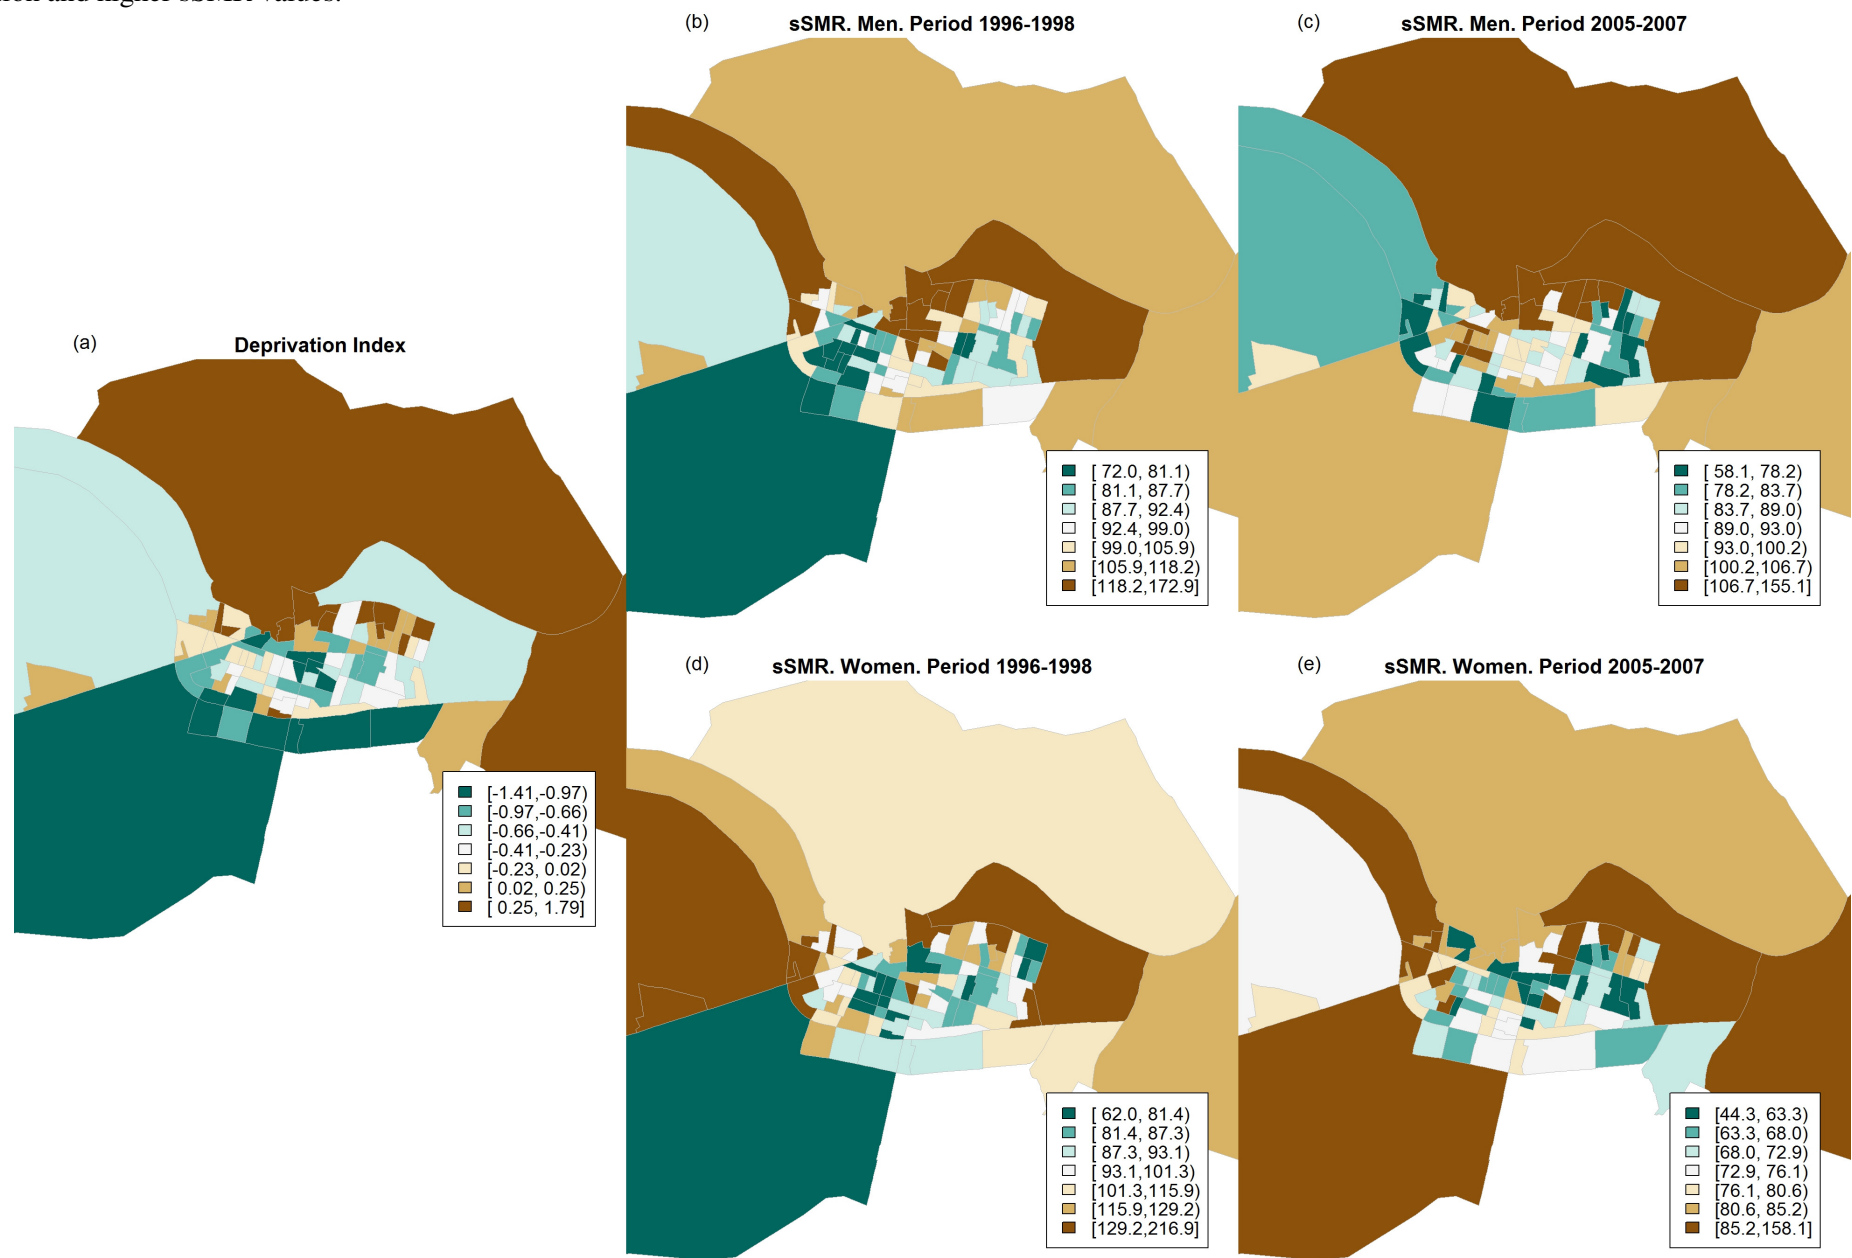 tion and higher sSMR values.
(b) sSMR. Men. Period 1996-1998
[ 72.0, 81.1)
[ 81.1, 87.7)
[ 87.7, 92.4)
[ 92.4, 99.0)
[ 99.0,105.9)
[105.9,118.2)
[118.2,172.9]
(c) sSMR. Men. Period 2005-2007
[ 58.1, 78.2)
[ 78.2, 83.7)
[ 83.7, 89.0)
[ 89.0, 93.0)
[ 93.0,100.2)
[100.2,106.7)
[106.7,155.1]
(a) Deprivation Index
[-1.41,-0.97)
[-0.97,-0.66)
[-0.66,-0.41)
[-0.41,-0.23)
[-0.23, 0.02)
[ 0.02, 0.25)
[ 0.25, 1.79]
(d) sSMR. Women. Period 1996-1998
[ 62.0, 81.4)
[ 81.4, 87.3)
[ 87.3, 93.1)
[ 93.1,101.3)
[101.3,115.9)
[115.9,129.2)
[129.2,216.9]
(e) sSMR. Women. Period 2005-2007
[44.3, 63.3)
[63.3, 68.0)
[68.0, 72.9)
[72.9, 76.1)
[76.1, 80.6)
[80.6, 85.2)
[85.2,158.1]